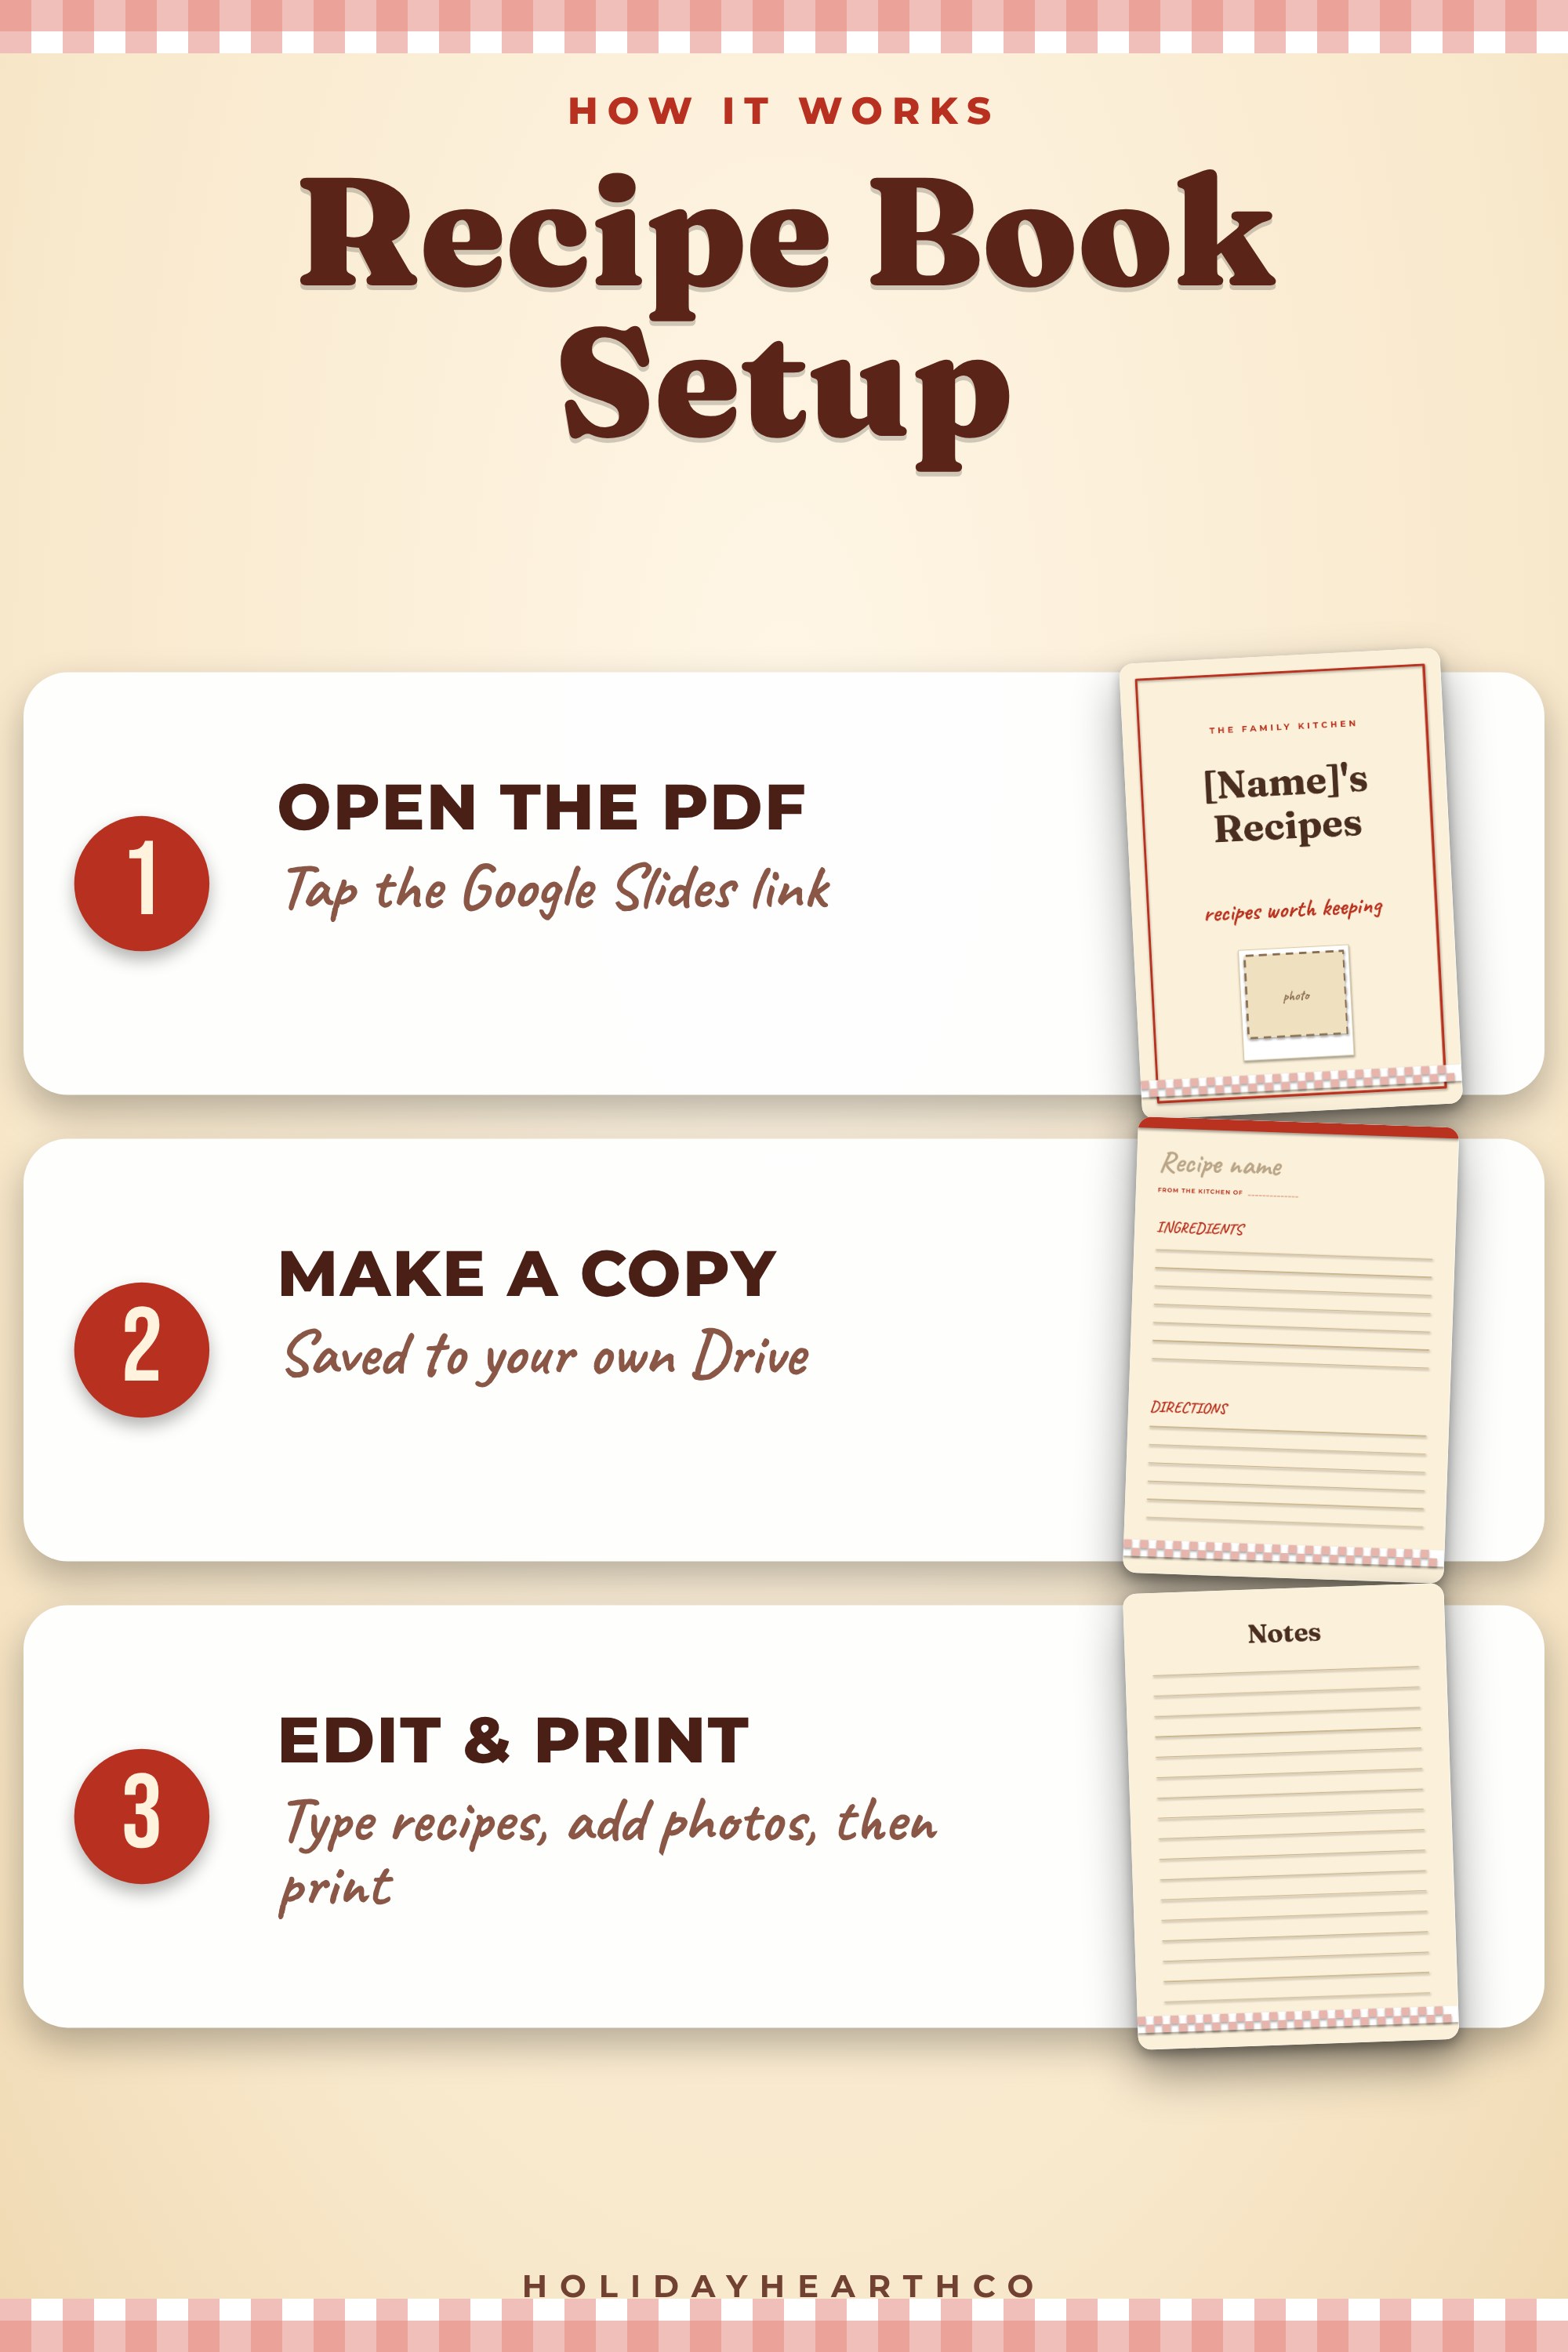 HOW IT WORKS
Recipe Book
Setup
1
OPEN THE PDF
Tap the Google Slides link
THE FAMILY KITCHEN
[Name]'s
Recipes
recipes worth keeping
photo
2
MAKE A COPY
Saved to your own Drive
Recipe name
FROM THE KITCHEN OF
INGREDIENTS
DIRECTIONS
3
EDIT & PRINT
Type recipes, add photos, then
print
Notes
HOLIDAYHEARTHCO